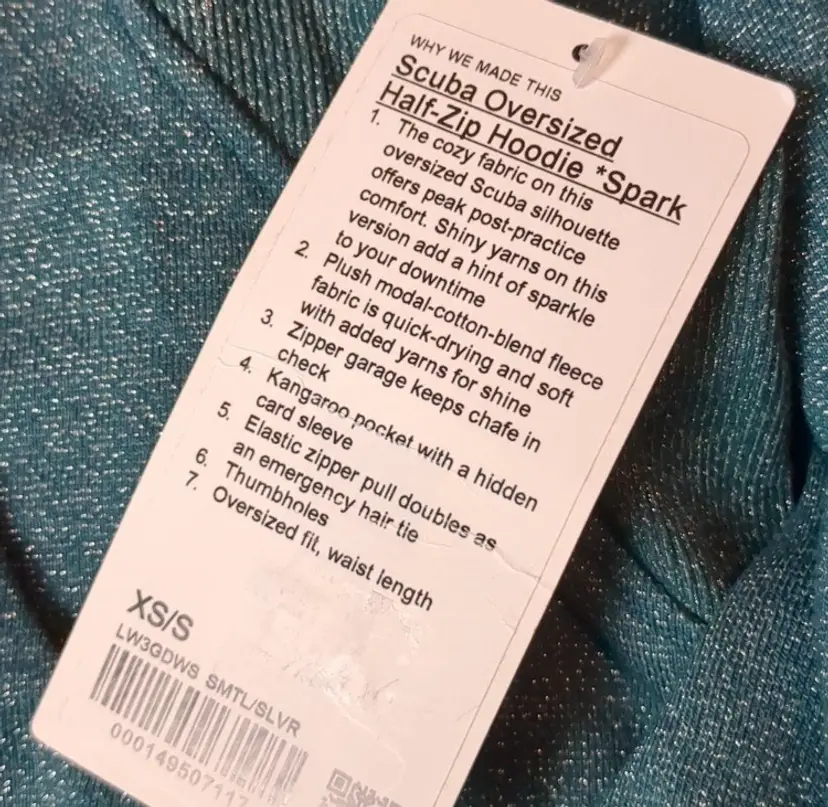 WHY WE MADE THIS
Scuba Oversized
Half-Zip Hoodie *Spark
1. The cozy fabric on this
oversized Scuba silhouette
offers peak post-practice
comfort. Shiny yarns on this
version add a hint of sparkle
to your downtime
2. Plush modal-cotton-blend fleece
fabric is quick-drying and soft
with added yarns for shine
3. Zipper garage keeps chafe in
check
4. Kangaroo pocket with a hidden
card sleeve
5. Elastic zipper pull doubles as
an emergency hair tie
6. Thumbholes
7. Oversized fit, waist length
XS/S
LW3GDWS SMTL/SLVR
000149507117